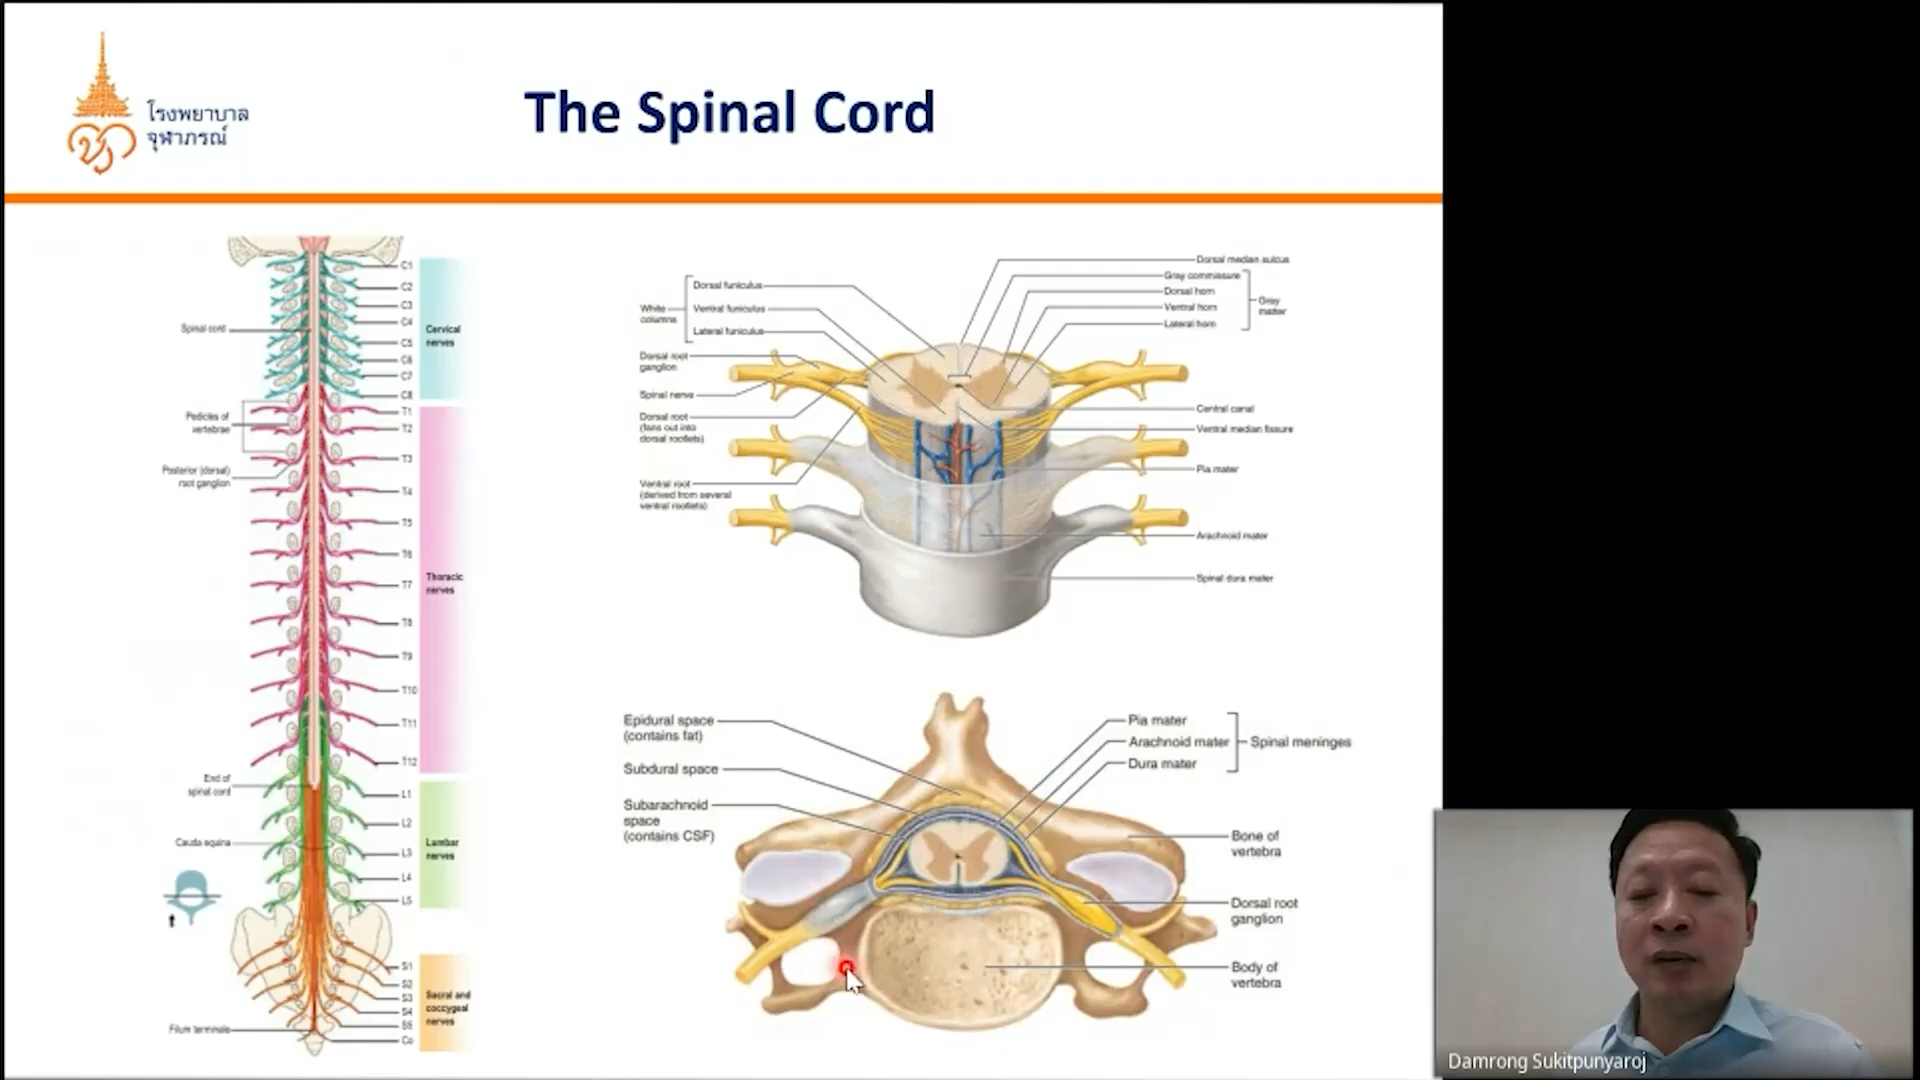 โรงพยาบาล
จุฬาภรณ์
The Spinal Cord
C1
C2
C3
C4
C5
C6
C7
C8
Cervical
nerves
Spinal cord
Pedicles of
vertebrae
Posterior (dorsal)
root ganglion
T1
T2
T3
T4
T5
T6
T7
T8
T9
T10
T11
T12
Thoracic
nerves
End of
spinal cord
Cauda equina
L1
L2
L3
L4
L5
Lumbar
nerves
S1
S2
S3
S4
S5
Co
Sacral and
coccygeal
nerves
Filum terminale
White
columns
Dorsal funiculus
Ventral funiculus
Lateral funiculus
Dorsal root
ganglion
Spinal nerve
Dorsal root
(fans out into
dorsal rootlets)
Ventral root
(derived from several
ventral rootlets)
Dorsal median sulcus
Gray commissure
Dorsal horn
Ventral horn
Lateral horn
Gray
matter
Central canal
Ventral median fissure
Pia mater
Arachnoid mater
Spinal dura mater
Epidural space
(contains fat)
Subdural space
Subarachnoid
space
(contains CSF)
Pia mater
Arachnoid mater
Dura mater
Spinal meninges
Bone of
vertebra
Dorsal root
ganglion
Body of
vertebra
Damrong Sukitpunyaroj